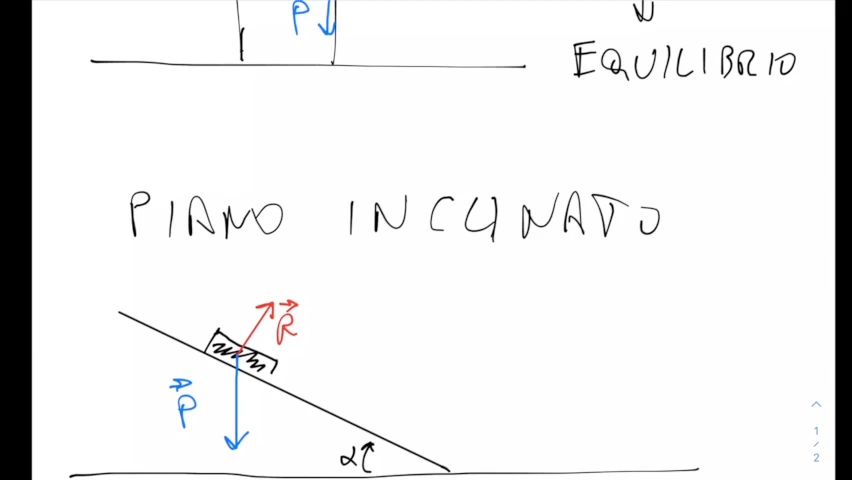 P
EQUILIBRIO
PIANO INCLINATO
R
P
α
1
/
2